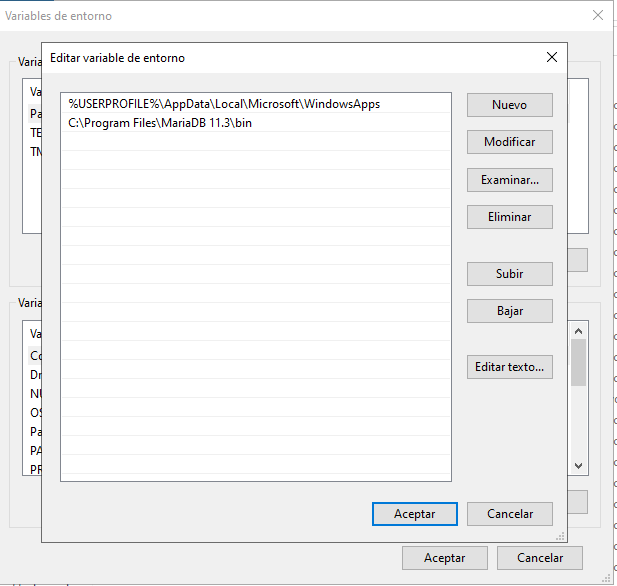 Variables de entorno
Editar variable de entorno
%USERPROFILE%\AppData\Local\Microsoft\WindowsApps
C:\Program Files\MariaDB 11.3\bin
Nuevo
Modificar
Examinar...
Eliminar
Subir
Bajar
Editar texto...
Aceptar
Cancelar
Varia
Va
Pa
TE
Varia
Va
Co
Dr
NU
OS
Pa
PA
PR
Aceptar
Cancelar